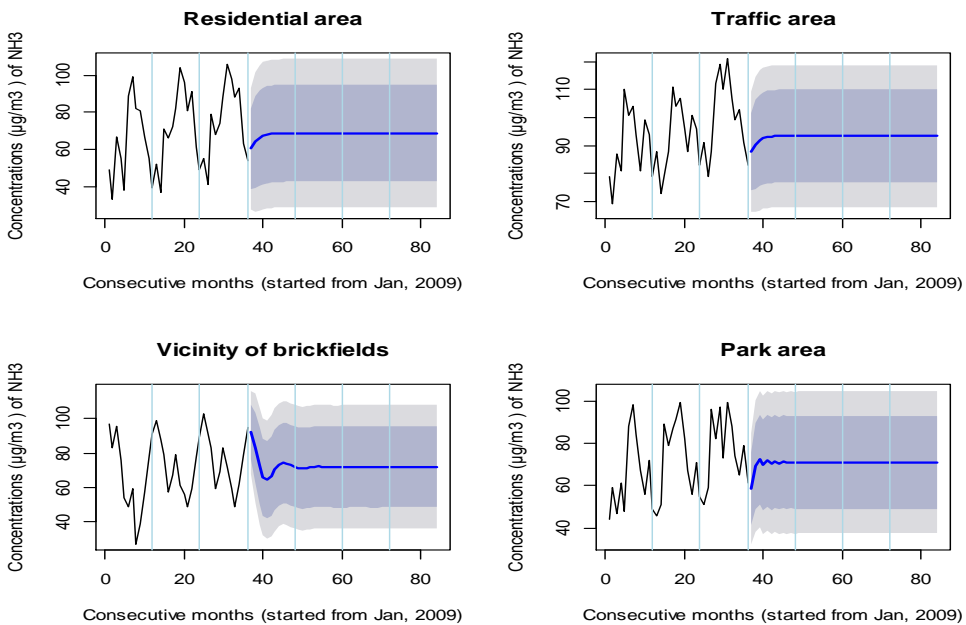 Residential area
Concentrations (µg/m3 ) of NH3
40 60 80 100
0 20 40 60 80
Consecutive months (started from Jan, 2009)
Traffic area
Concentrations (µg/m3 ) of NH3
70 90 110
0 20 40 60 80
Consecutive months (started from Jan, 2009)
Vicinity of brickfields
Concentrations (µg/m3 ) of NH3
40 60 80 100
0 20 40 60 80
Consecutive months (started from Jan, 2009)
Park area
Concentrations (µg/m3 ) of NH3
40 60 80 100
0 20 40 60 80
Consecutive months (started from Jan, 2009)